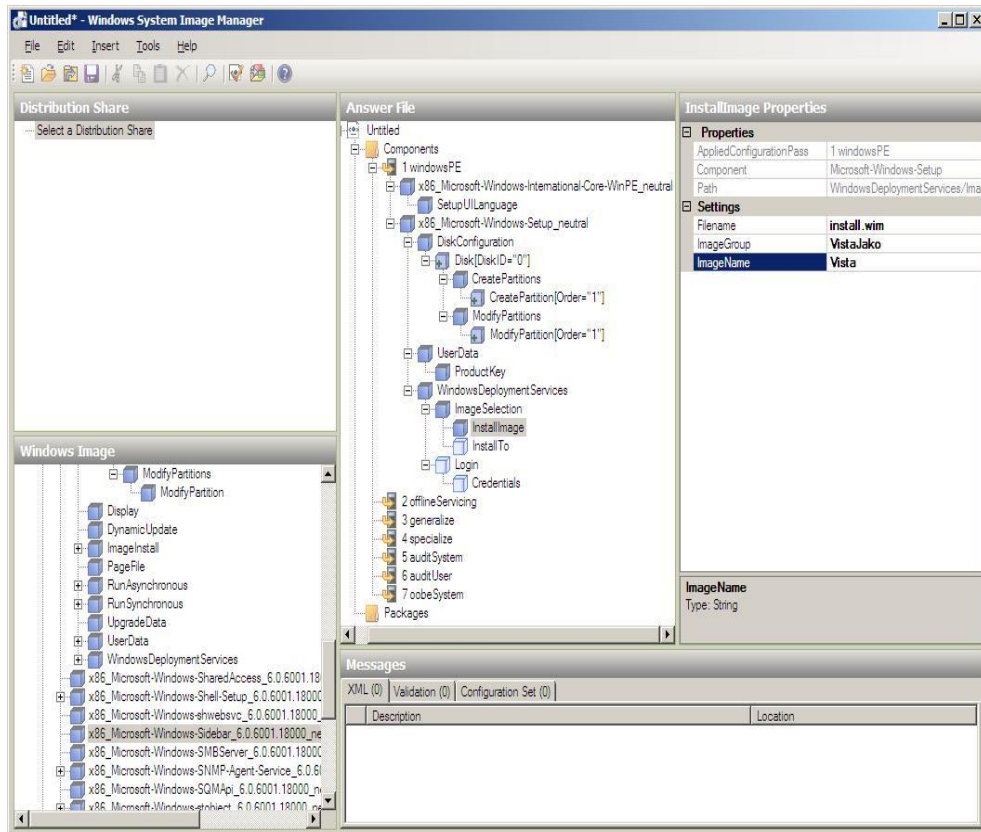 Untitled* - Windows System Image Manager
File Edit Insert Tools Help
Distribution Share
Select a Distribution Share
Windows Image
ModifyPartitions
ModifyPartition
Display
DynamicUpdate
ImageInstall
PageFile
RunAsynchronous
RunSynchronous
UpgradeData
UserData
WindowsDeploymentServices
x86_Microsoft-Windows-SharedAccess_6.0.6001.18
x86_Microsoft-Windows-Shell-Setup_6.0.6001.18000
x86_Microsoft-Windows-shwebsvc_6.0.6001.18000_
x86_Microsoft-Windows-Sidebar_6.0.6001.18000_ne
x86_Microsoft-Windows-SMBServer_6.0.6001.18000
x86_Microsoft-Windows-SNMP-Agent-Service_6.0.6
x86_Microsoft-Windows-SQMApi_6.0.6001.18000_n
x86_Microsoft-Windows-stobject_6.0.6001.18000_ne
Answer File
Untitled
Components
1 windowsPE
x86_Microsoft-Windows-International-Core-WinPE_neutral
SetupUILanguage
x86_Microsoft-Windows-Setup_neutral
DiskConfiguration
Disk[DiskID="0"]
CreatePartitions
CreatePartition[Order="1"]
ModifyPartitions
ModifyPartition[Order="1"]
UserData
ProductKey
WindowsDeploymentServices
ImageSelection
InstallImage
InstallTo
Login
Credentials
2 offlineServicing
3 generalize
4 specialize
5 auditSystem
6 auditUser
7 oobeSystem
Packages
InstallImage Properties
Properties
AppliedConfigurationPass 1 windowsPE
Component Microsoft-Windows-Setup
Path WindowsDeploymentServices/Ima
Settings
Filename install.wim
ImageGroup VistaJako
ImageName Vista
ImageName
Type: String
Messages
XML (0) Validation (0) Configuration Set (0)
Description Location